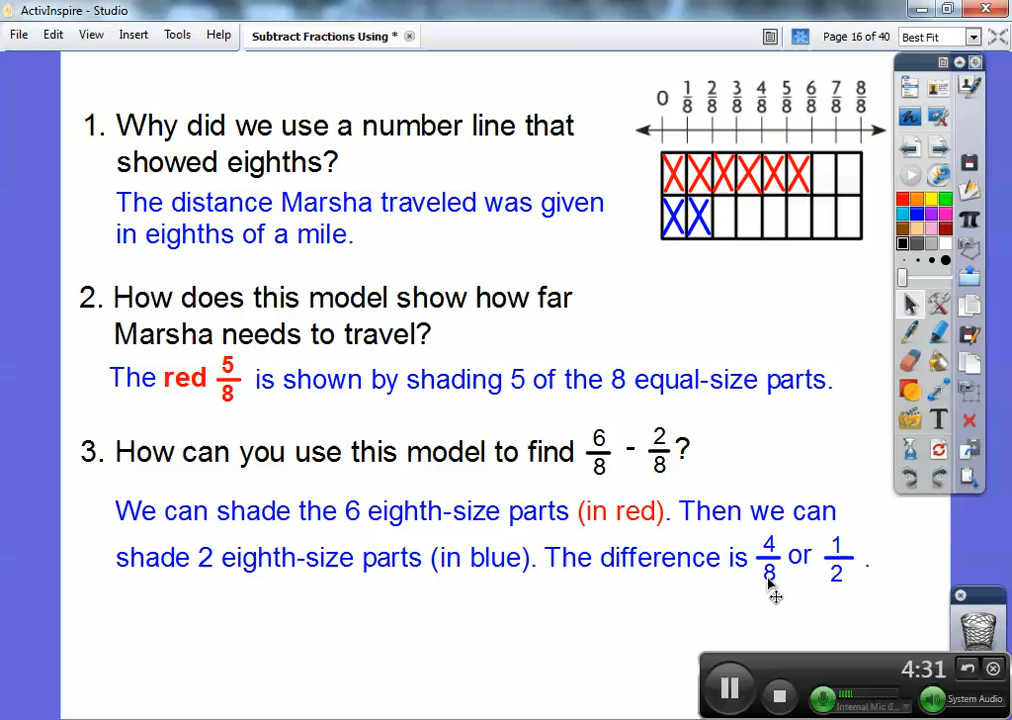 ActivInspire - Studio
File Edit View Insert Tools Help
Subtract Fractions Using *
Page 16 of 40
Best Fit
0 1/8 2/8 3/8 4/8 5/8 6/8 7/8 8/8
1. Why did we use a number line that
showed eighths?
The distance Marsha traveled was given
in eighths of a mile.
2. How does this model show how far
Marsha needs to travel?
The red 5/8 is shown by shading 5 of the 8 equal-size parts.
3. How can you use this model to find 6/8 - 2/8?
We can shade the 6 eighth-size parts (in red). Then we can
shade 2 eighth-size parts (in blue). The difference is 4/8 or 1/2 .
4:31
Internal Mic (I...
System Audio